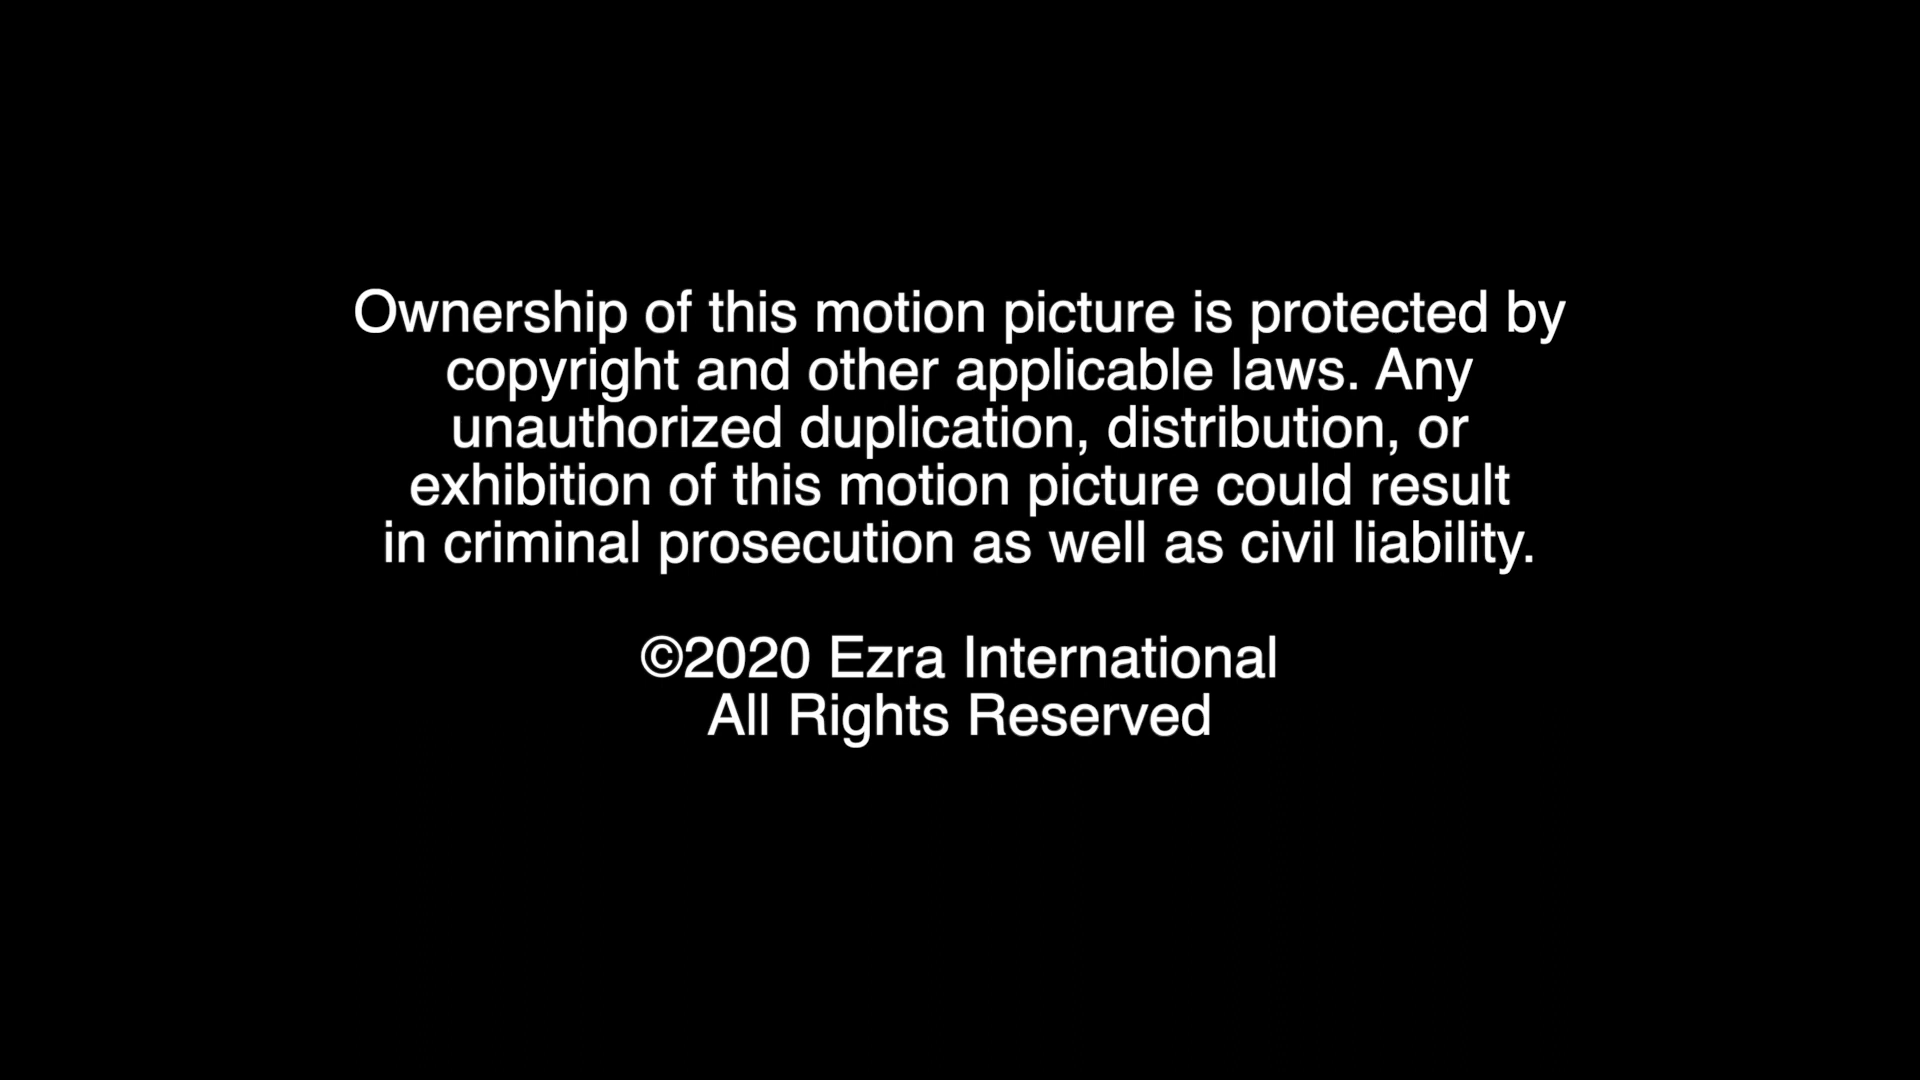 Ownership of this motion picture is protected by
copyright and other applicable laws. Any
unauthorized duplication, distribution, or
exhibition of this motion picture could result
in criminal prosecution as well as civil liability.
©2020 Ezra International
All Rights Reserved